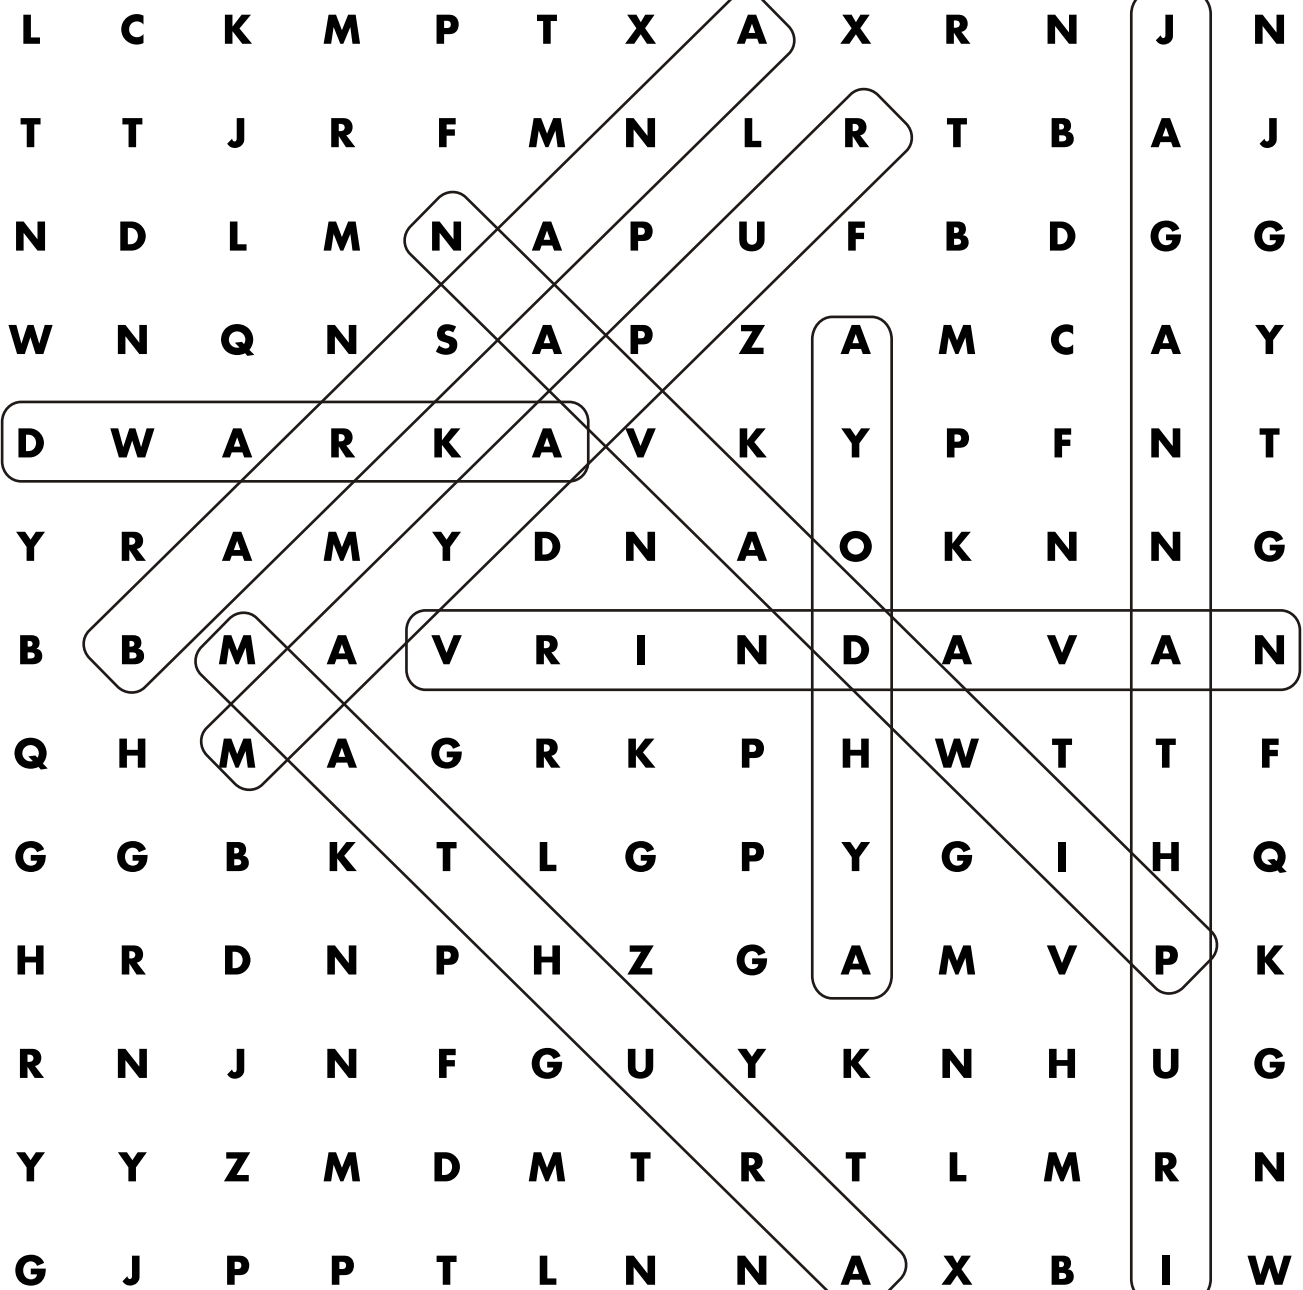 L C K M P T X A X R N J N
T T J R F M N L R T B A J
N D L M N A P U F B D G G
W N Q N S A P Z A M C A Y
D W A R K A V K Y P F N T
Y R A M Y D N A O K N N G
B B M A V R I N D A V A N
Q H M A G R K P H W T T F
G G B K T L G P Y G I H Q
H R D N P H Z G A M V P K
R N J N F G U Y K N H U G
Y Y Z M D M T R T L M R N
G J P P T L N N A X B I W